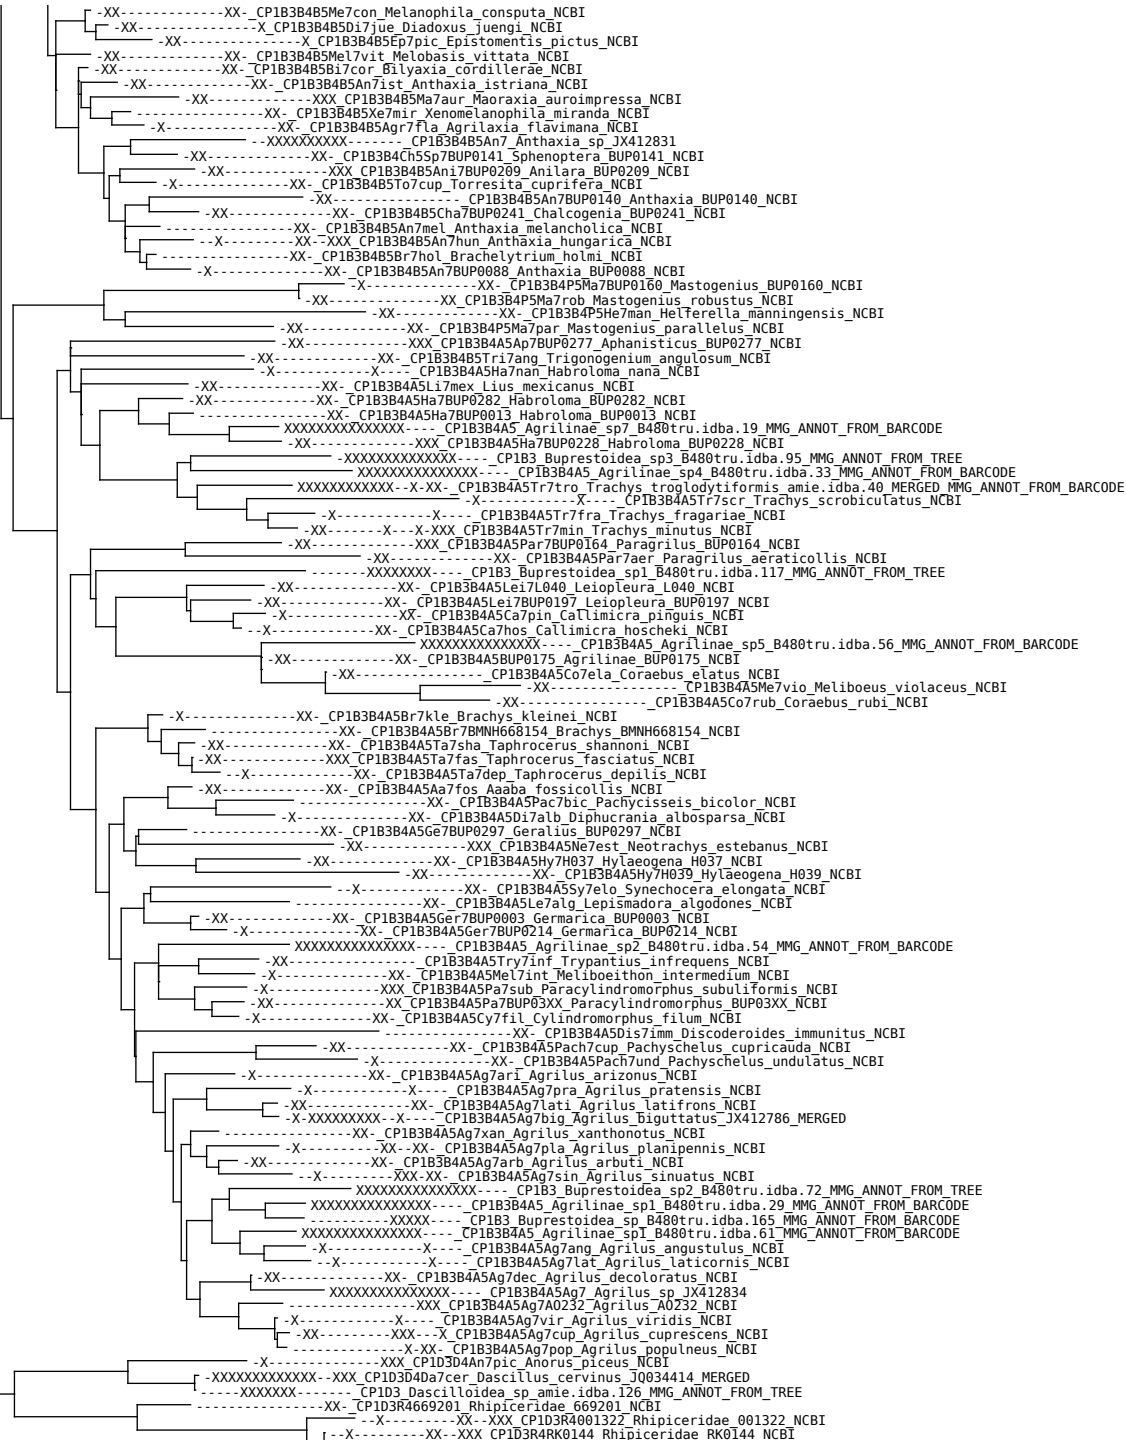 -XX-------------XX-_CP1B3B4B5Me7con_Melanophila_consputa_NCBI
-XX--------------X_CP1B3B4B5Di7jue_Diadoxus_juengi_NCBI
-XX---------------X_CP1B3B4B5Ep7pic_Epistomentis_pictus_NCBI
-XX-------------XX-_CP1B3B4B5Mel7vit_Melobasis_vittata_NCBI
-XX-------------XX-_CP1B3B4B5Bi7cor_Bilyaxia_cordillerae_NCBI
-XX-------------XX-_CP1B3B4B5An7ist_Anthaxia_istriana_NCBI
-XX-------------XXX_CP1B3B4B5Ma7aur_Maoraxia_auroimpressa_NCBI
----------------XX-_CP1B3B4B5Xe7mir_Xenomelanophila_miranda_NCBI
-X--------------XX-_CP1B3B4B5Agr7fla_Agrilaxia_flavimana_NCBI
--XXXXXXXXXX-------_CP1B3B4B5An7_Anthaxia_sp_JX412831
-XX-------------XX-_CP1B3B4Ch5Sp7BUP0141_Sphenoptera_BUP0141_NCBI
-XX-------------XXX_CP1B3B4B5Ani7BUP0209_Anilara_BUP0209_NCBI
-X--------------XX-_CP1B3B4B5To7cup_Torresita_cuprifera_NCBI
-XX----------------_CP1B3B4B5An7BUP0140_Anthaxia_BUP0140_NCBI
-XX-------------XX-_CP1B3B4B5Cha7BUP0241_Chalcogenia_BUP0241_NCBI
----------------XX-_CP1B3B4B5An7mel_Anthaxia_melancholica_NCBI
--X---------XX--XXX_CP1B3B4B5An7hun_Anthaxia_hungarica_NCBI
----------------XX-_CP1B3B4B5Br7hol_Brachelytrium_holmi_NCBI
-X--------------XX-_CP1B3B4B5An7BUP0088_Anthaxia_BUP0088_NCBI
-X--------------XX-_CP1B3B4P5Ma7BUP0160_Mastogenius_BUP0160_NCBI
-XX--------------XX_CP1B3B4P5Ma7rob_Mastogenius_robustus_NCBI
-XX-------------XX-_CP1B3B4P5He7man_Helferella_manningensis_NCBI
-XX-------------XX-_CP1B3B4P5Ma7par_Mastogenius_parallelus_NCBI
-XX-------------XXX_CP1B3B4A5Ap7BUP0277_Aphanisticus_BUP0277_NCBI
-XX-------------XX-_CP1B3B4B5Tri7ang_Trigonogenium_angulosum_NCBI
-X------------X----_CP1B3B4A5Ha7nan_Habroloma_nana_NCBI
-XX-------------XX-_CP1B3B4A5Li7mex_Lius_mexicanus_NCBI
-XX-------------XX-_CP1B3B4A5Ha7BUP0282_Habroloma_BUP0282_NCBI
----------------XX-_CP1B3B4A5Ha7BUP0013_Habroloma_BUP0013_NCBI
XXXXXXXXXXXXXXX----_CP1B3B4A5_Agrilinae_sp7_B480tru.idba.19_MMG_ANNOT_FROM_BARCODE
-XX-------------XXX_CP1B3B4A5Ha7BUP0228_Habroloma_BUP0228_NCBI
-XXXXXXXXXXXXXX----_CP1B3_Buprestoidea_sp3_B480tru.idba.95_MMG_ANNOT_FROM_TREE
XXXXXXXXXXXXXXX----_CP1B3B4A5_Agrilinae_sp4_B480tru.idba.33_MMG_ANNOT_FROM_BARCODE
XXXXXXXXXXXX--X-XX-_CP1B3B4A5Tr7tro_Trachys_troglodytiformis_amie.idba.40_MERGED_MMG_ANNOT_FROM_BARCODE
-X------------X----_CP1B3B4A5Tr7scr_Trachys_scrobiculatus_NCBI
-X------------X----_CP1B3B4A5Tr7fra_Trachys_fragariae_NCBI
-XX-------X---X-XXX_CP1B3B4A5Tr7min_Trachys_minutus_NCBI
-XX-------------XXX_CP1B3B4A5Par7BUP0164_Paragrilus_BUP0164_NCBI
-XX-------------XX-_CP1B3B4A5Par7aer_Paragrilus_aeraticollis_NCBI
-------XXXXXXXX----_CP1B3_Buprestoidea_sp1_B480tru.idba.117_MMG_ANNOT_FROM_TREE
-XX-------------XX-_CP1B3B4A5Lei7L040_Leiopleura_L040_NCBI
-XX-------------XX-_CP1B3B4A5Lei7BUP0197_Leiopleura_BUP0197_NCBI
-X--------------XX-_CP1B3B4A5Ca7pin_Callimicra_pinguis_NCBI
--X-------------XX-_CP1B3B4A5Ca7hos_Callimicra_hoscheki_NCBI
XXXXXXXXXXXXXXX----_CP1B3B4A5_Agrilinae_sp5_B480tru.idba.56_MMG_ANNOT_FROM_BARCODE
-XX-------------XX-_CP1B3B4A5BUP0175_Agrilinae_BUP0175_NCBI
-XX----------------_CP1B3B4A5Co7ela_Coraebus_elatus_NCBI
-XX----------------_CP1B3B4A5Me7vio_Meliboeus_violaceus_NCBI
-XX----------------_CP1B3B4A5Co7rub_Coraebus_rubi_NCBI
-X--------------XX-_CP1B3B4A5Br7kle_Brachys_kleinei_NCBI
----------------XX-_CP1B3B4A5Br7BMNH668154_Brachys_BMNH668154_NCBI
-XX-------------XX-_CP1B3B4A5Ta7sha_Taphrocerus_shannoni_NCBI
-XX-------------XXX_CP1B3B4A5Ta7fas_Taphrocerus_fasciatus_NCBI
--X-------------XX-_CP1B3B4A5Ta7dep_Taphrocerus_depilis_NCBI
-XX-------------XX-_CP1B3B4A5Aa7fos_Aaaba_fossicollis_NCBI
----------------XX-_CP1B3B4A5Pac7bic_Pachycisseis_bicolor_NCBI
-X--------------XX-_CP1B3B4A5Di7alb_Diphucrania_albosparsa_NCBI
----------------XX-_CP1B3B4A5Ge7BUP0297_Geralius_BUP0297_NCBI
-XX-------------XXX_CP1B3B4A5Ne7est_Neotrachys_estebanus_NCBI
-XX-------------XX-_CP1B3B4A5Hy7H037_Hylaeogena_H037_NCBI
-XX-------------XX-_CP1B3B4A5Hy7H039_Hylaeogena_H039_NCBI
--X-------------XX-_CP1B3B4A5Sy7elo_Synechocera_elongata_NCBI
----------------XX-_CP1B3B4A5Le7alg_Lepismadora_algodones_NCBI
-XX-------------XX-_CP1B3B4A5Ger7BUP0003_Germarica_BUP0003_NCBI
-X--------------XX-_CP1B3B4A5Ger7BUP0214_Germarica_BUP0214_NCBI
XXXXXXXXXXXXXXX----_CP1B3B4A5_Agrilinae_sp2_B480tru.idba.54_MMG_ANNOT_FROM_BARCODE
-XX----------------_CP1B3B4A5Try7inf_Trypantius_infrequens_NCBI
-X--------------XX-_CP1B3B4A5Mel7int_Meliboeithon_intermedium_NCBI
-X--------------XXX_CP1B3B4A5Pa7sub_Paracylindromorphus_subuliformis_NCBI
-XX--------------XX_CP1B3B4A5Pa7BUP03XX_Paracylindromorphus_BUP03XX_NCBI
-X--------------XX-_CP1B3B4A5Cy7fil_Cylindromorphus_filum_NCBI
----------------XX-_CP1B3B4A5Dis7imm_Discoderoides_immunitus_NCBI
-XX-------------XX-_CP1B3B4A5Pach7cup_Pachyschelus_cupricauda_NCBI
-X--------------XX-_CP1B3B4A5Pach7und_Pachyschelus_undulatus_NCBI
-X--------------XX-_CP1B3B4A5Ag7ari_Agrilus_arizonus_NCBI
-X------------X----_CP1B3B4A5Ag7pra_Agrilus_pratensis_NCBI
-XX-------------XX-_CP1B3B4A5Ag7lati_Agrilus_latifrons_NCBI
-X-XXXXXXXXX--X----_CP1B3B4A5Ag7big_Agrilus_biguttatus_JX412786_MERGED
----------------XX-_CP1B3B4A5Ag7xan_Agrilus_xanthonotus_NCBI
-X----------XX--XX-_CP1B3B4A5Ag7pla_Agrilus_planipennis_NCBI
-XX-------------XX-_CP1B3B4A5Ag7arb_Agrilus_arbuti_NCBI
--X---------XXX-XX-_CP1B3B4A5Ag7sin_Agrilus_sinuatus_NCBI
XXXXXXXXXXXXXXX----_CP1B3_Buprestoidea_sp2_B480tru.idba.72_MMG_ANNOT_FROM_TREE
XXXXXXXXXXXXXXX----_CP1B3B4A5_Agrilinae_sp1_B480tru.idba.29_MMG_ANNOT_FROM_BARCODE
----------XXXXX----_CP1B3_Buprestoidea_sp_B480tru.idba.165_MMG_ANNOT_FROM_BARCODE
XXXXXXXXXXXXXXX----_CP1B3B4A5_Agrilinae_sp1_B480tru.idba.61_MMG_ANNOT_FROM_BARCODE
-X------------X----_CP1B3B4A5Ag7ang_Agrilus_angustulus_NCBI
--X-----------X----_CP1B3B4A5Ag7lat_Agrilus_laticornis_NCBI
-XX-------------XX-_CP1B3B4A5Ag7dec_Agrilus_decoloratus_NCBI
XXXXXXXXXXXXXXX----_CP1B3B4A5Ag7_Agrilus_sp_JX412834
----------------XXX_CP1B3B4A5Ag7AO232_Agrilus_AO232_NCBI
-X------------X----_CP1B3B4A5Ag7vir_Agrilus_viridis_NCBI
-XX---------XXX---X_CP1B3B4A5Ag7cup_Agrilus_cuprescens_NCBI
--------------X-XX-_CP1B3B4A5Ag7pop_Agrilus_populneus_NCBI
-X--------------XXX_CP1D3D4An7pic_Anorus_piceus_NCBI
-XXXXXXXXXXXXX--XXX_CP1D3D4Da7cer_Dascillus_cervinus_JQ034414_MERGED
-----XXXXXXX-------_CP1D3_Dascilloidea_sp_amie.idba.126_MMG_ANNOT_FROM_TREE
----------------XX-_CP1D3R4669201_Rhipiceridae_669201_NCBI
--X---------XX--XXX_CP1D3R4001322_Rhipiceridae_001322_NCBI
--X---------XX--XXX_CP1D3R4RK0144_Rhipiceridae_RK0144_NCBI